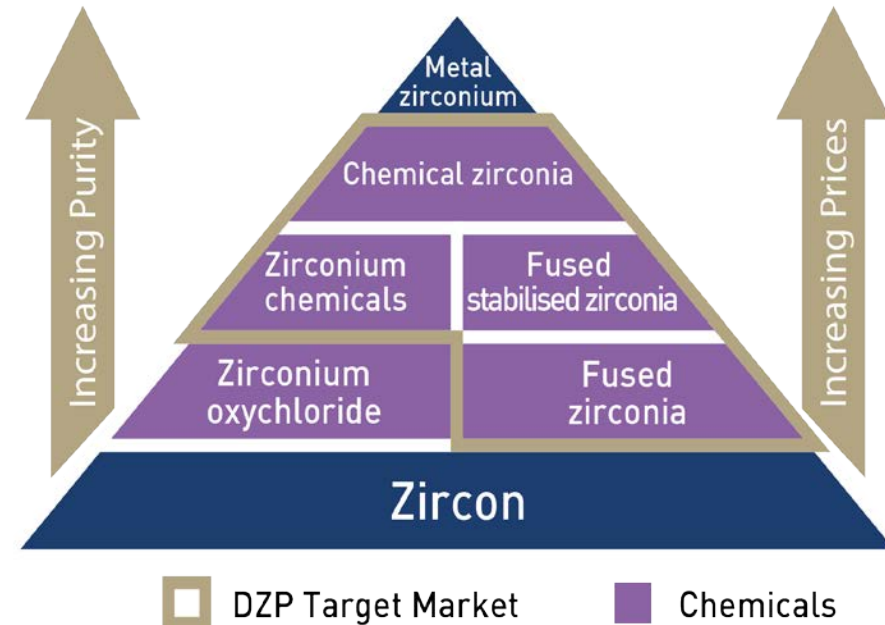 Increasing Purity
Increasing Prices
Metal
zirconium
Chemical zirconia
Zirconium
chemicals
Fused
stabilised zirconia
Zirconium
oxychloride
Fused
zirconia
Zircon
DZP Target Market
Chemicals